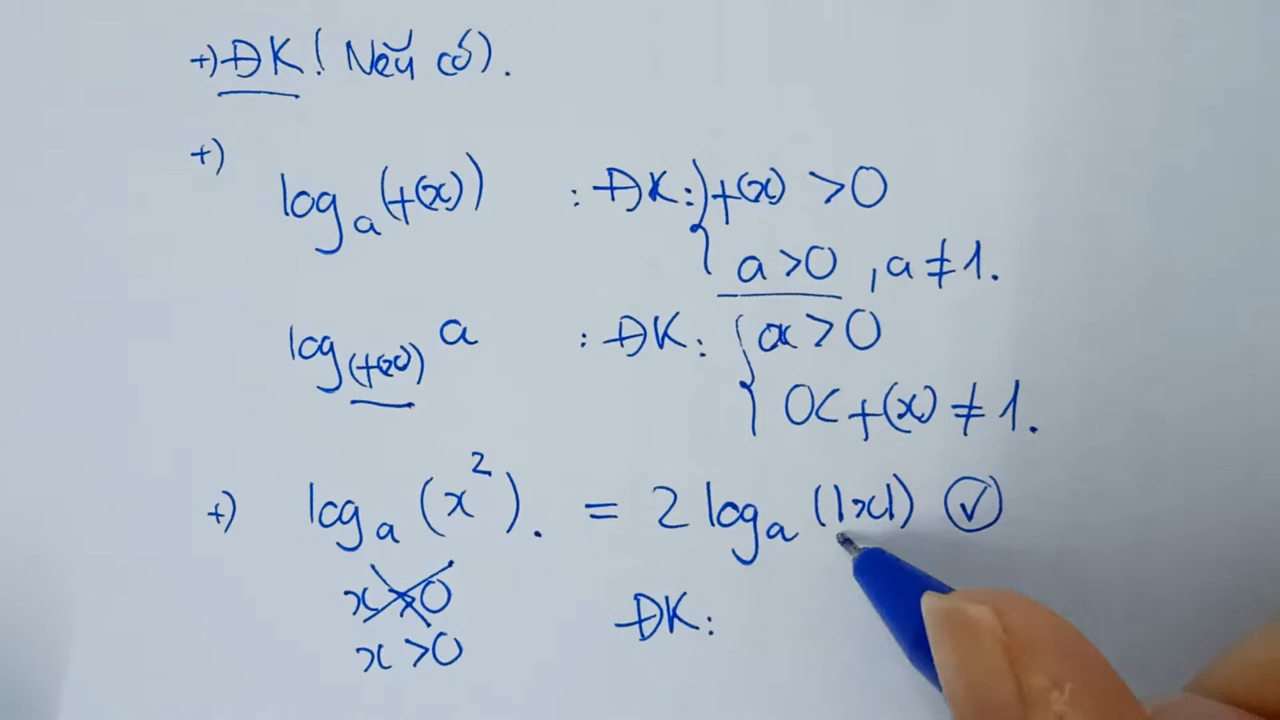 +) ĐK! (Nếu có).
+)
log_a (f(x)) : ĐK: { f(x) > 0
a > 0 , a ≠ 1.
log_(f(x)) a : ĐK: { a > 0
0 < f(x) ≠ 1.
+) log_a (x²). = 2 log_a (|x|) ✓
x > 0
x > 0 ĐK: